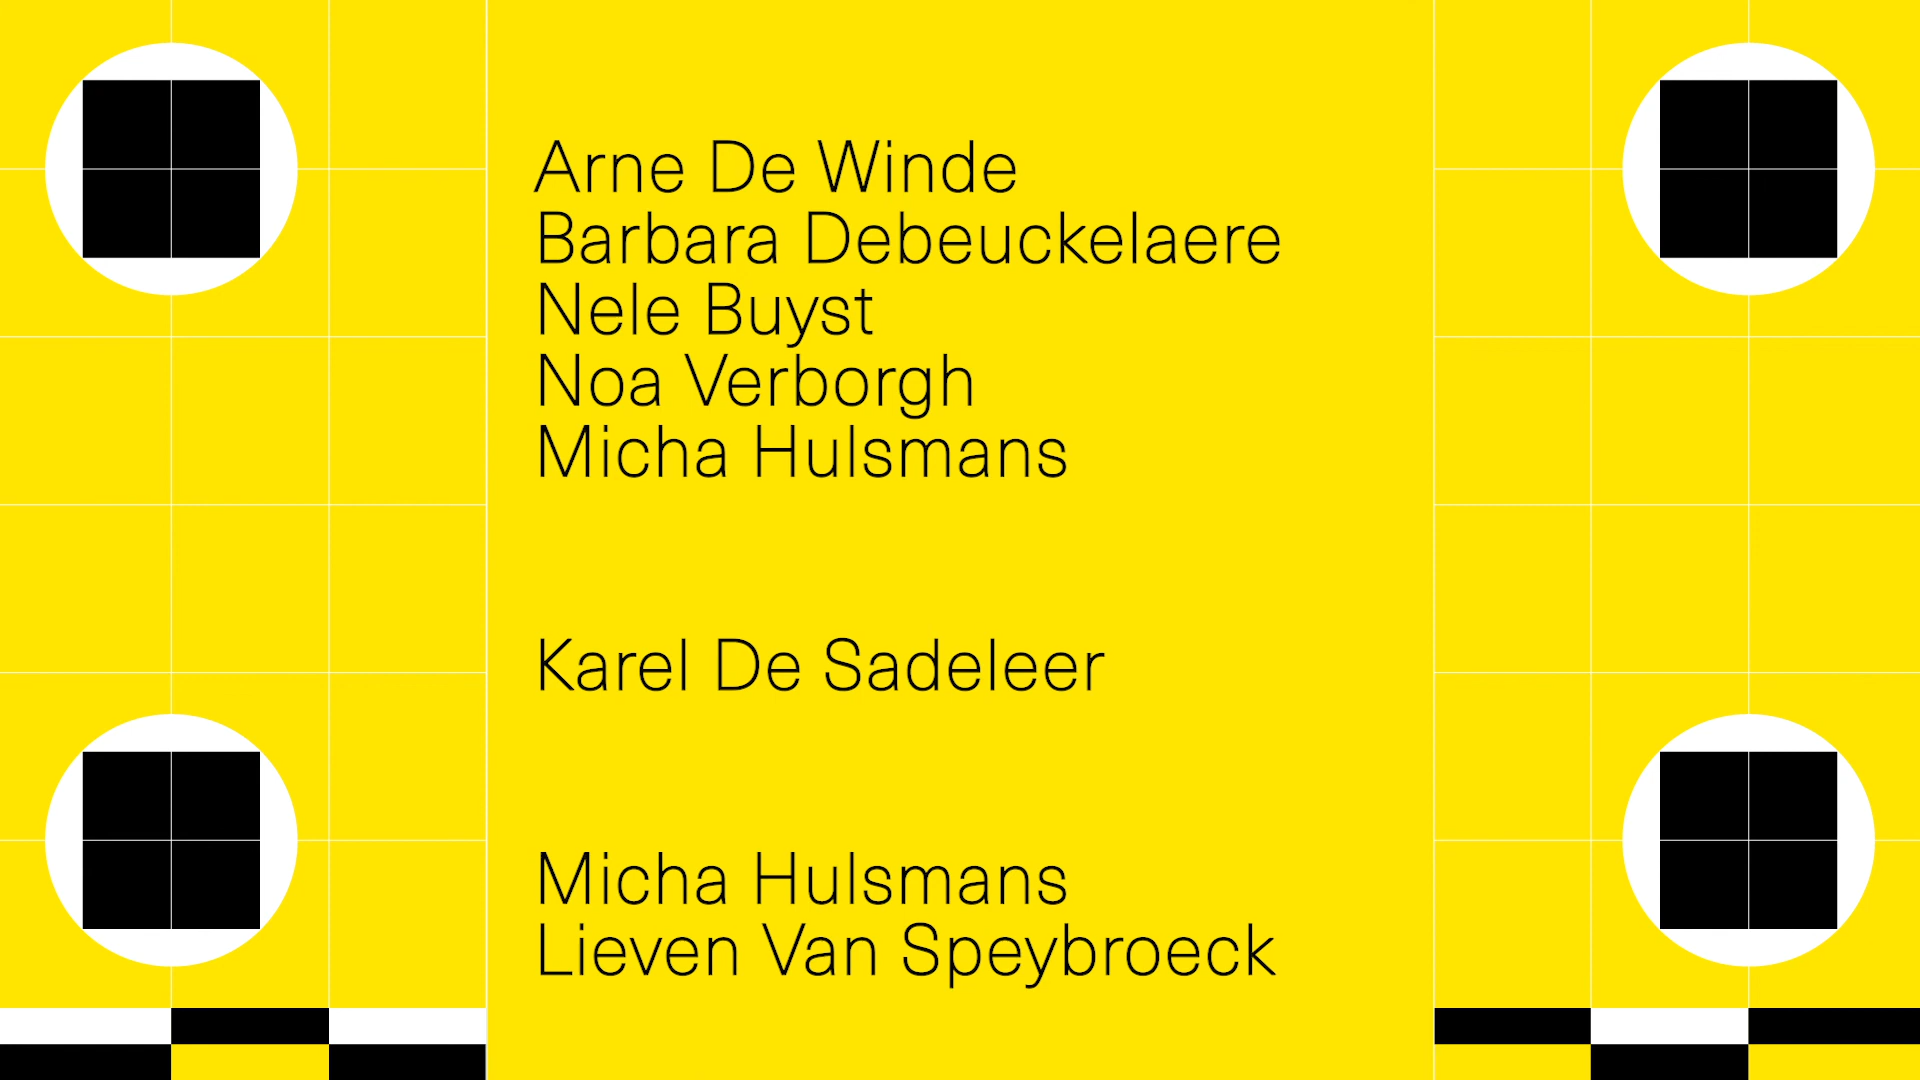 Arne De Winde
Barbara Debeuckelaere
Nele Buyst
Noa Verborgh
Micha Hulsmans
Karel De Sadeleer
Micha Hulsmans
Lieven Van Speybroeck